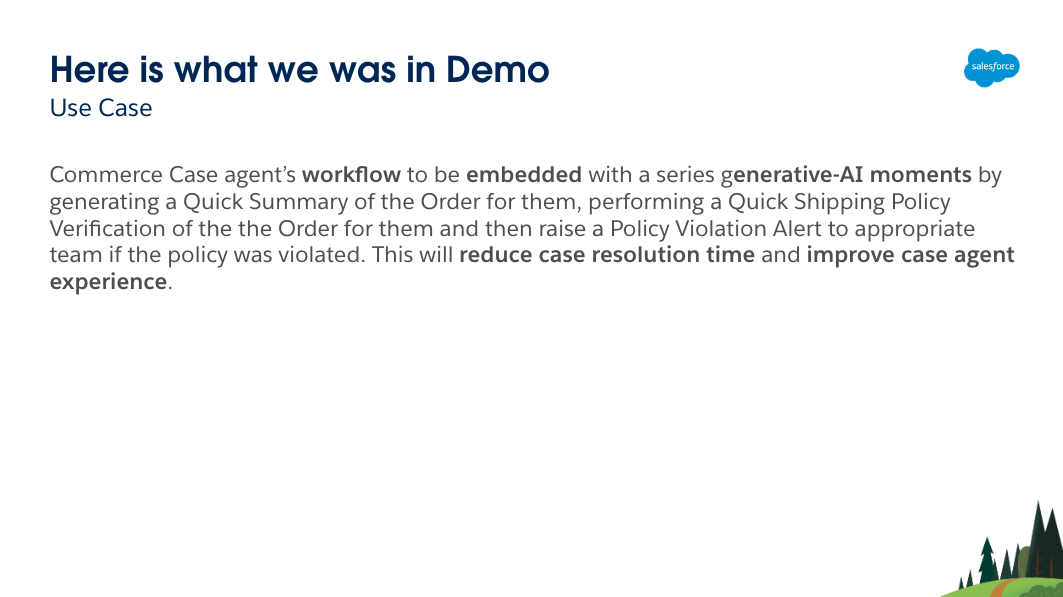 Here is what we was in Demo
salesforce
Use Case
Commerce Case agent’s workflow to be embedded with a series generative-AI moments by
generating a Quick Summary of the Order for them, performing a Quick Shipping Policy
Verification of the the Order for them and then raise a Policy Violation Alert to appropriate
team if the policy was violated. This will reduce case resolution time and improve case agent
experience.